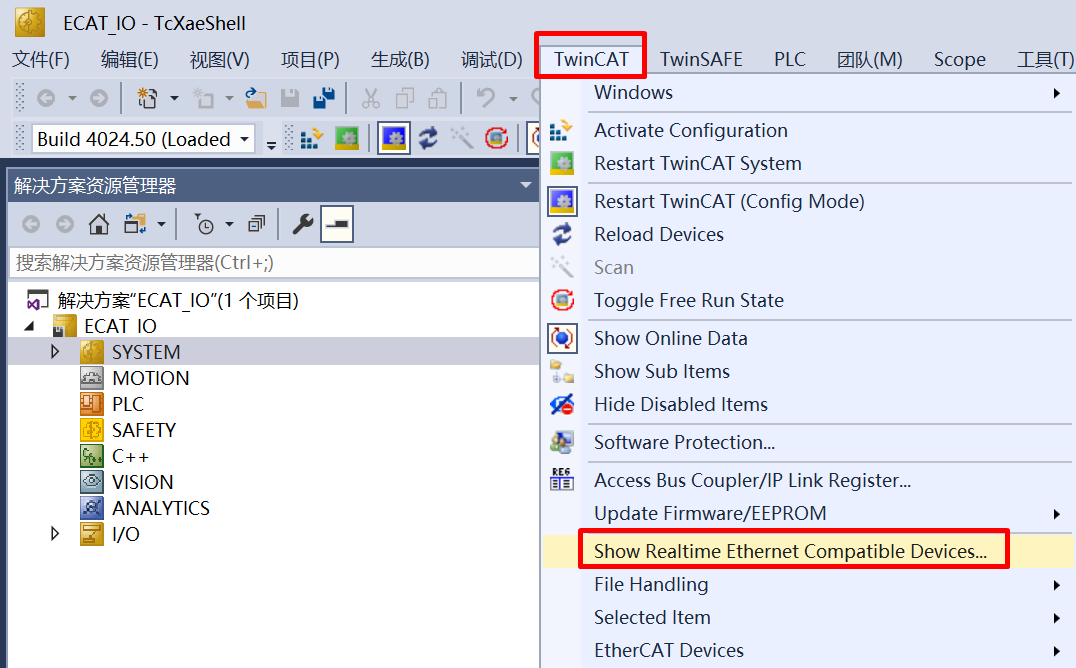 ECAT_IO - TcXaeShell
文件(F) 编辑(E) 视图(V) 项目(P) 生成(B) 调试(D) TwinCAT TwinSAFE PLC 团队(M) Scope 工具(T)
Build 4024.50 (Loaded
解决方案资源管理器
搜索解决方案资源管理器(Ctrl+;)
解决方案"ECAT_IO"(1 个项目)
ECAT_IO
SYSTEM
MOTION
PLC
SAFETY
C++
VISION
ANALYTICS
I/O
Windows
Activate Configuration
Restart TwinCAT System
Restart TwinCAT (Config Mode)
Reload Devices
Scan
Toggle Free Run State
Show Online Data
Show Sub Items
Hide Disabled Items
Software Protection...
REG
Access Bus Coupler/IP Link Register...
Update Firmware/EEPROM
Show Realtime Ethernet Compatible Devices...
File Handling
Selected Item
EtherCAT Devices